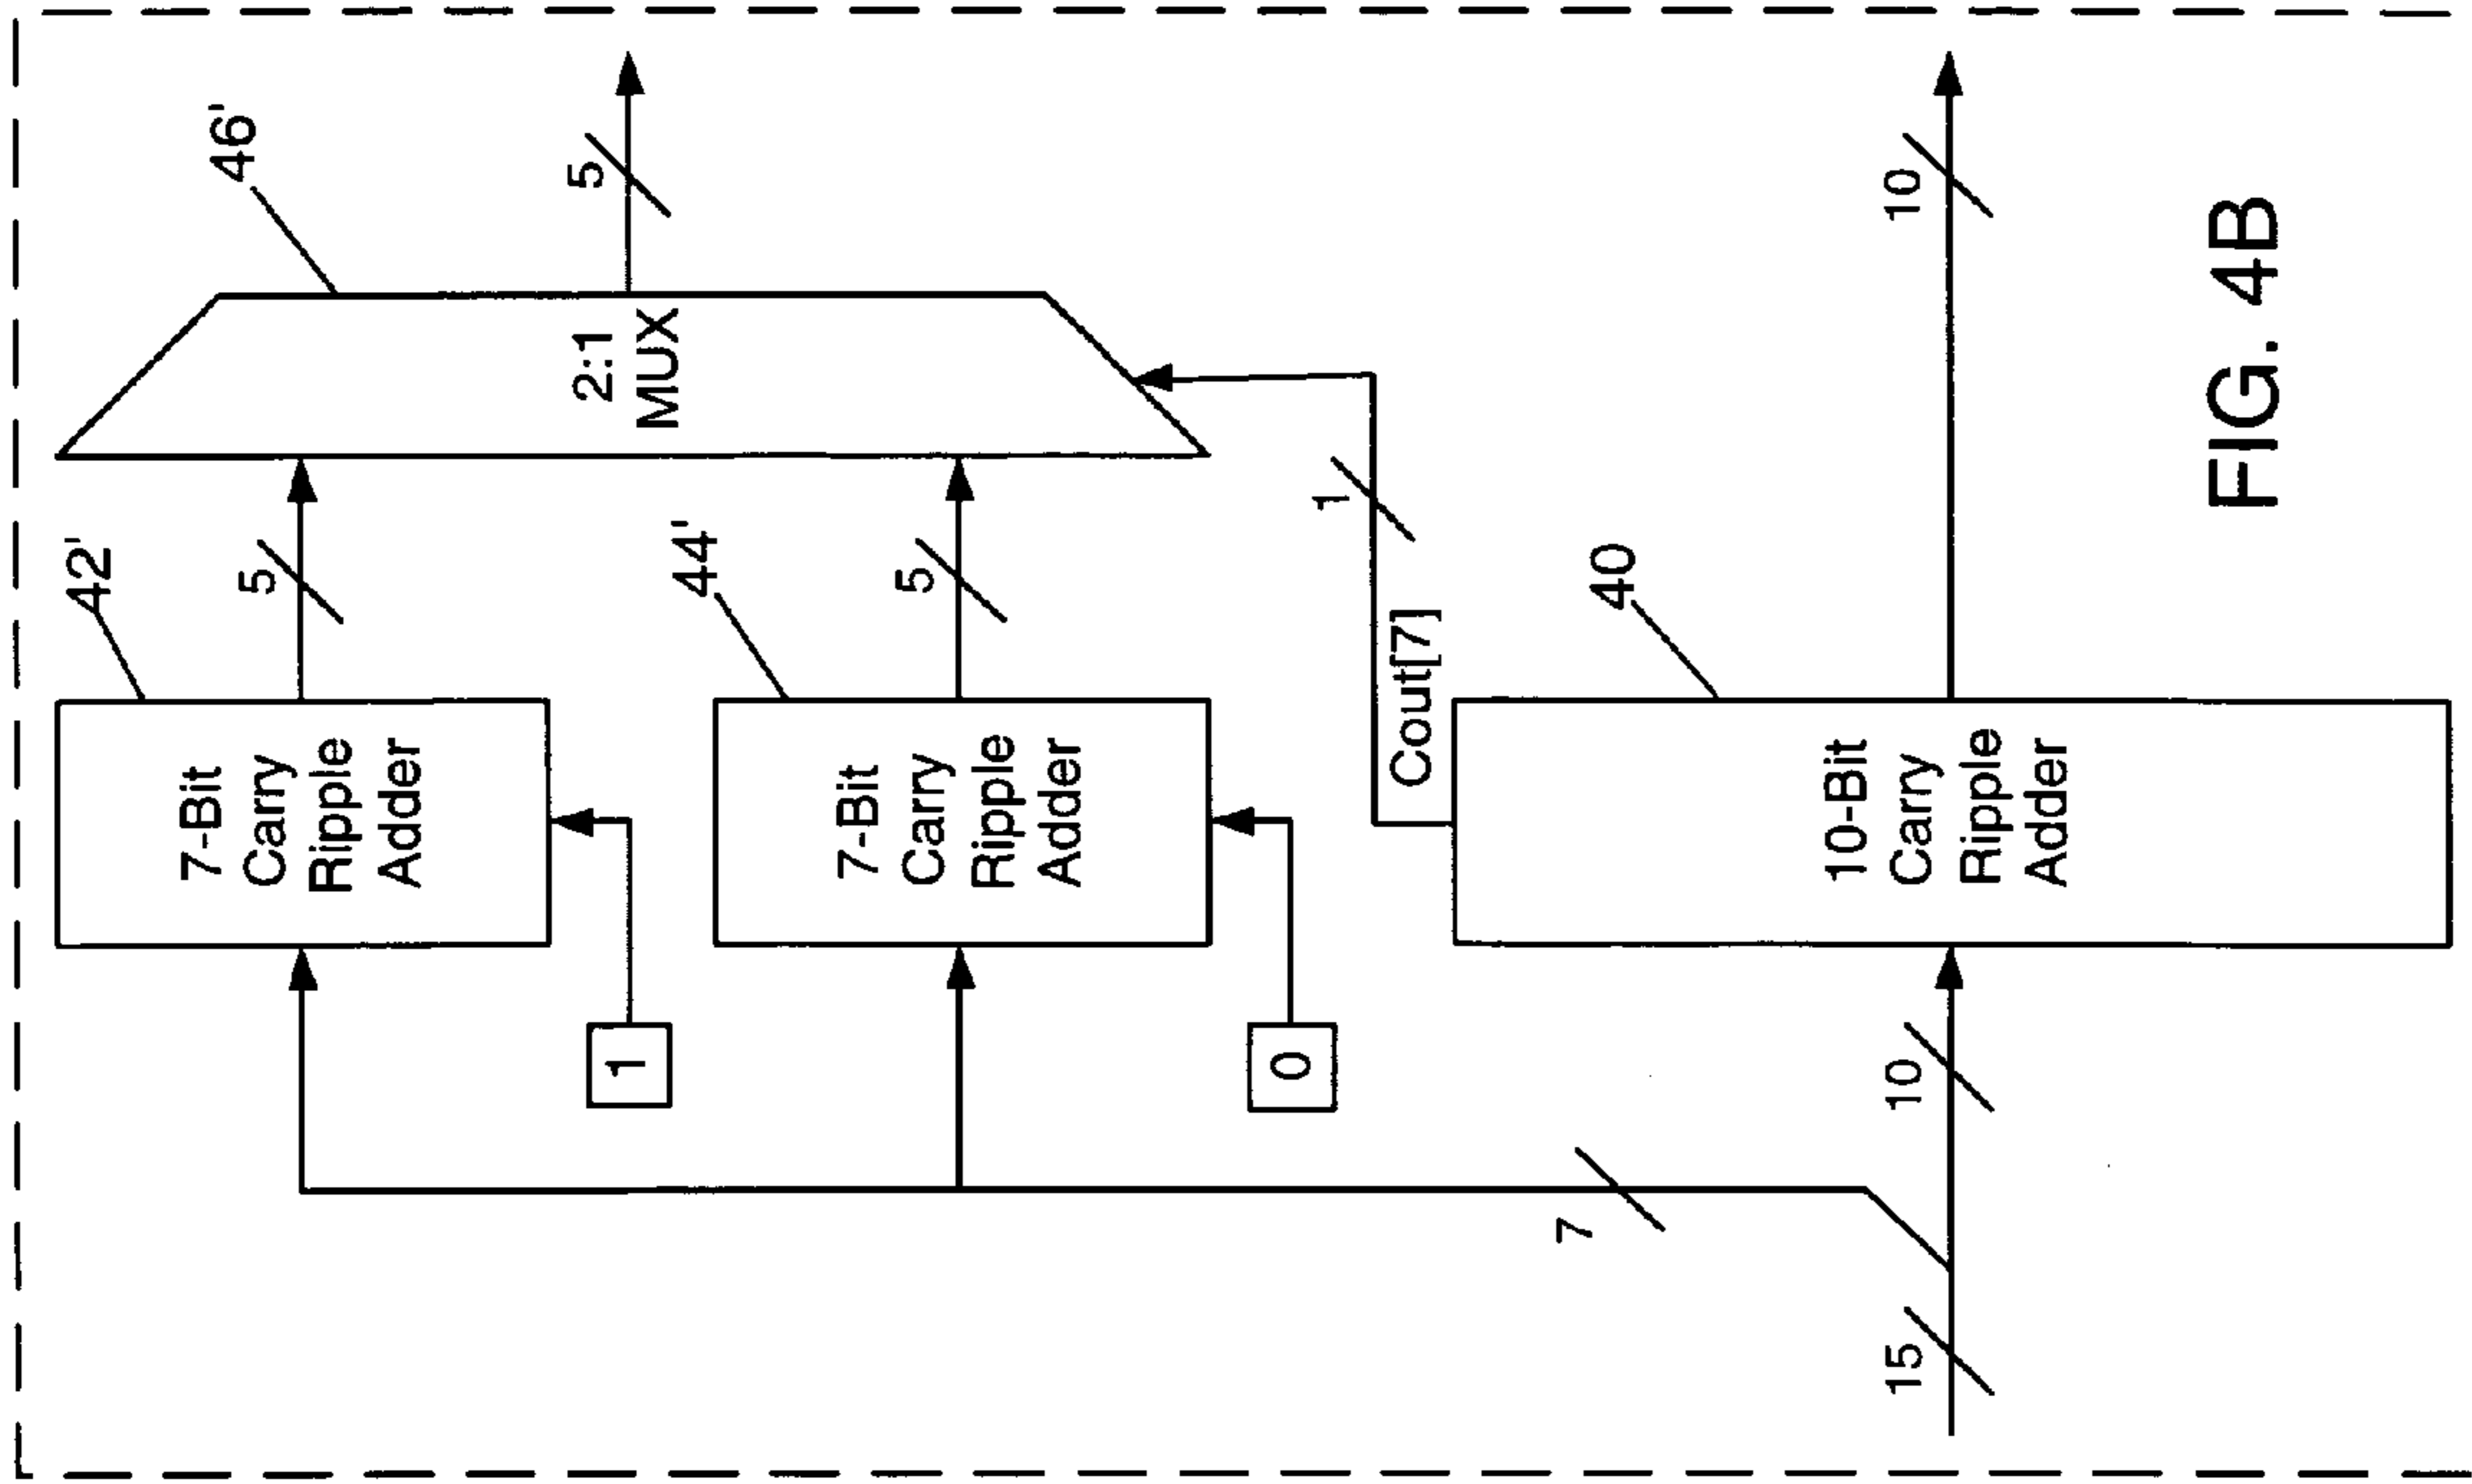 42'
7-Bit
Carry
Ripple
Adder
5
1
46'
2:1
MUX
5
44'
7-Bit
Carry
Ripple
Adder
5
0
Cout[7]
1
7
40
10-Bit
Carry
Ripple
Adder
15
10
10
FIG. 4B